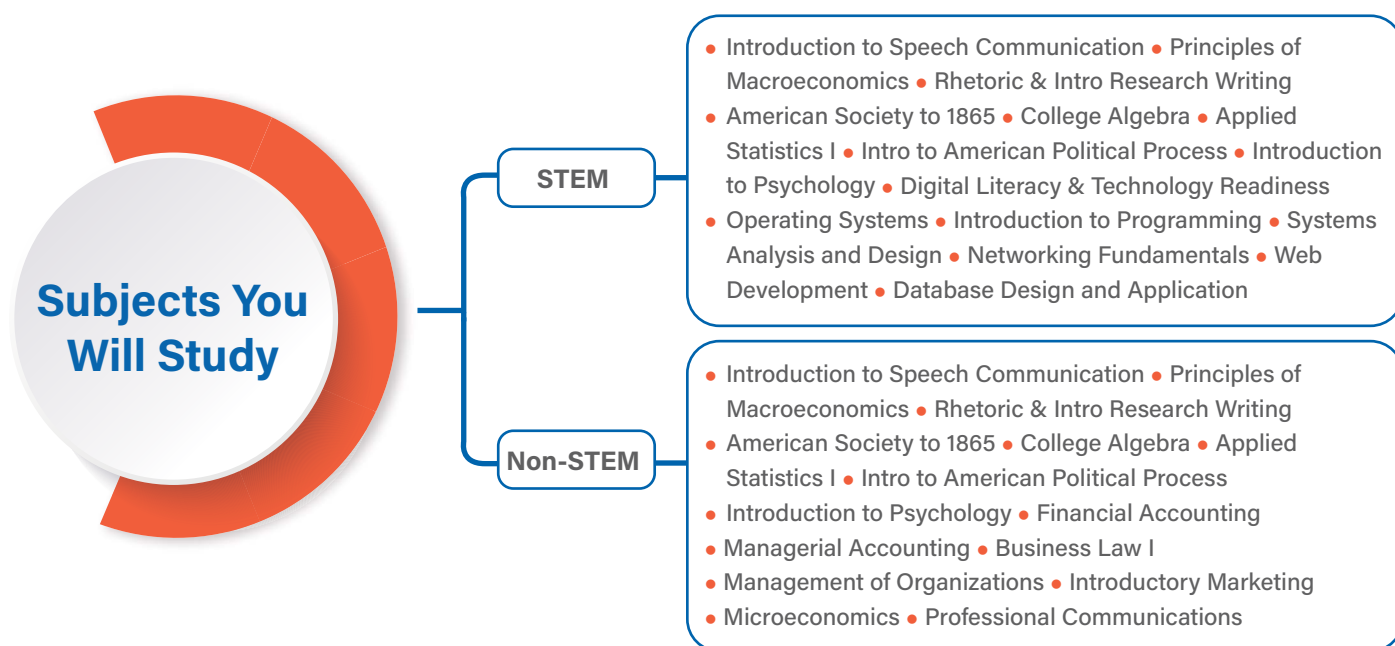 Subjects You
Will Study
STEM
• Introduction to Speech Communication • Principles of
Macroeconomics • Rhetoric & Intro Research Writing
• American Society to 1865 • College Algebra • Applied
Statistics I • Intro to American Political Process • Introduction
to Psychology • Digital Literacy & Technology Readiness
• Operating Systems • Introduction to Programming • Systems
Analysis and Design • Networking Fundamentals • Web
Development • Database Design and Application
Non-STEM
• Introduction to Speech Communication • Principles of
Macroeconomics • Rhetoric & Intro Research Writing
• American Society to 1865 • College Algebra • Applied
Statistics I • Intro to American Political Process
• Introduction to Psychology • Financial Accounting
• Managerial Accounting • Business Law I
• Management of Organizations • Introductory Marketing
• Microeconomics • Professional Communications